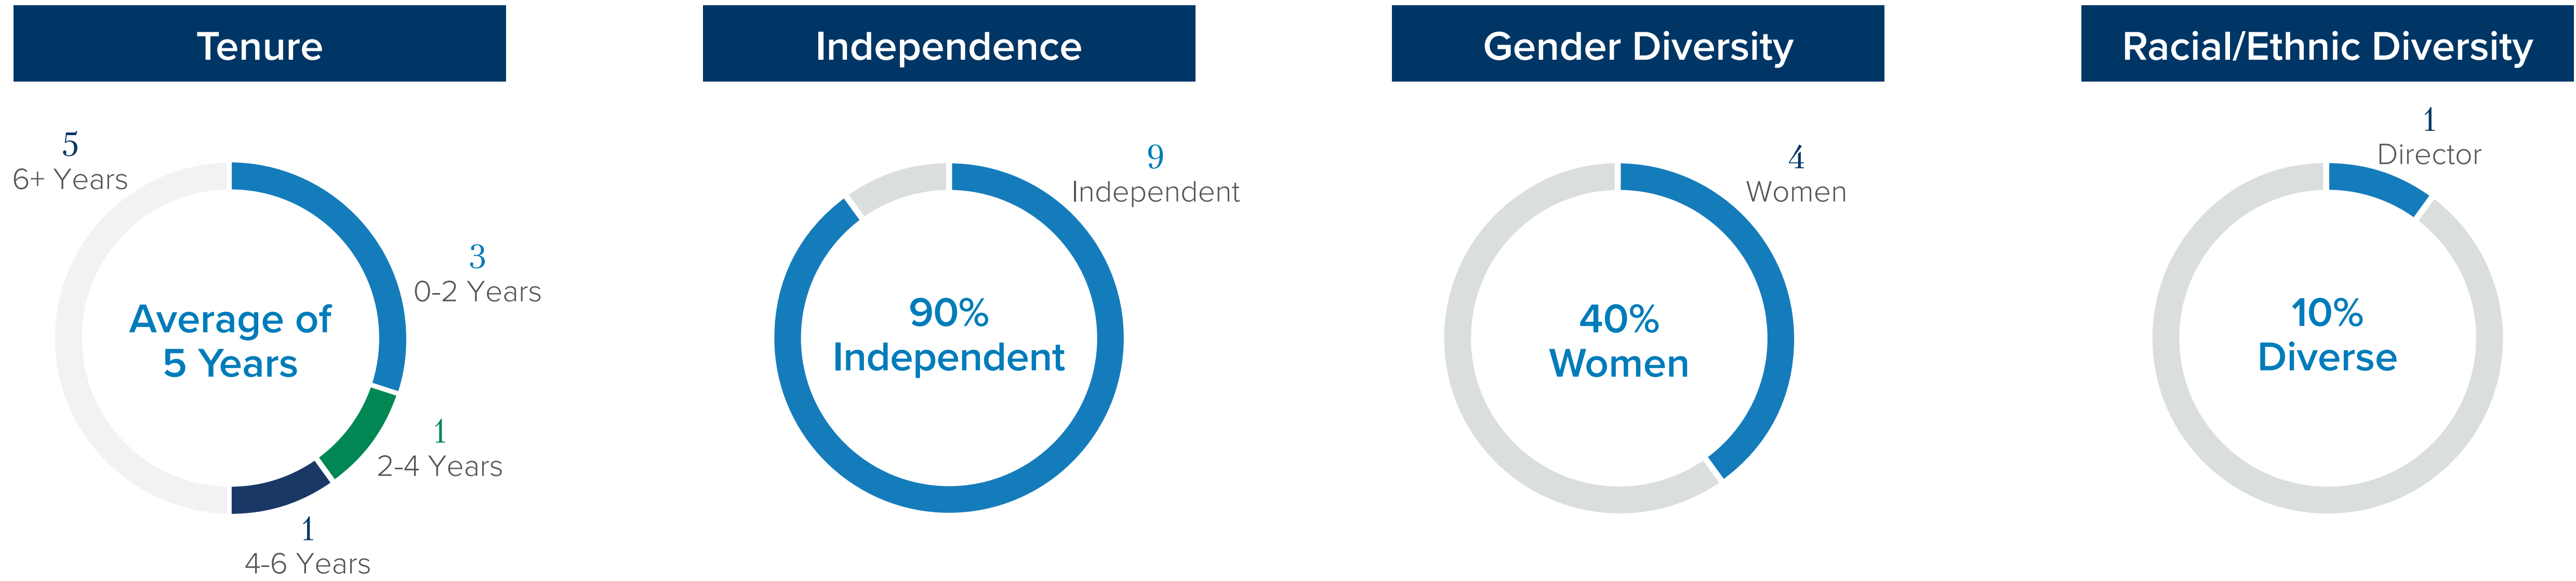 Tenure
5
6+ Years
3
0-2 Years
Average of
5 Years
1
2-4 Years
1
4-6 Years
Independence
9
Independent
90%
Independent
Gender Diversity
4
Women
40%
Women
Racial/Ethnic Diversity
1
Director
10%
Diverse